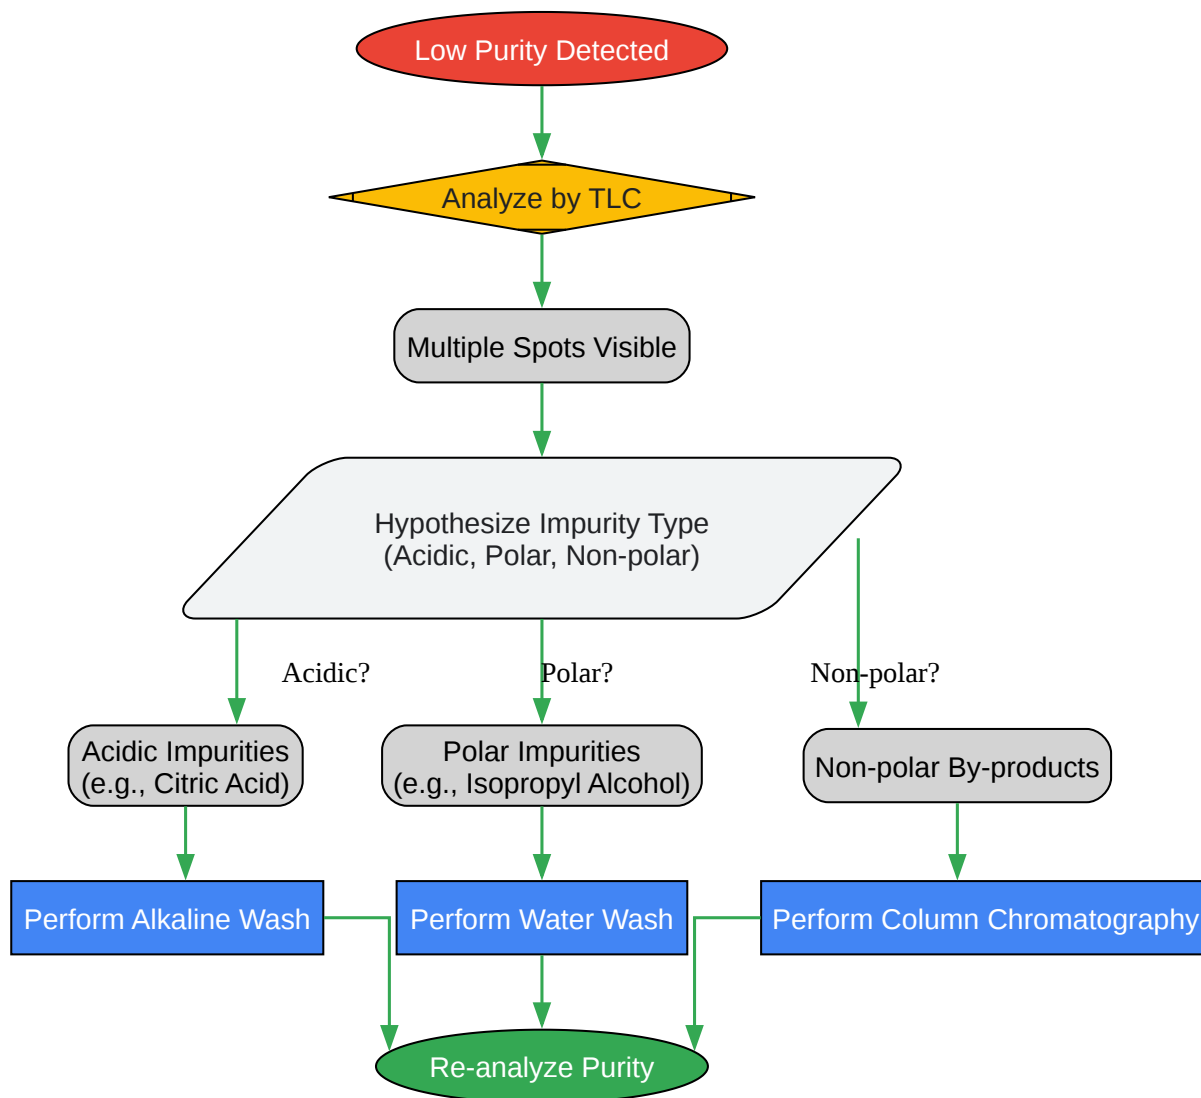 Low Purity Detected
Analyze by TLC
Multiple Spots Visible
Hypothesize Impurity Type
(Acidic, Polar, Non-polar)
Acidic?
Polar?
Non-polar?
Acidic Impurities
(e.g., Citric Acid)
Polar Impurities
(e.g., Isopropyl Alcohol)
Non-polar By-products
Perform Alkaline Wash
Perform Water Wash
Perform Column Chromatography
Re-analyze Purity